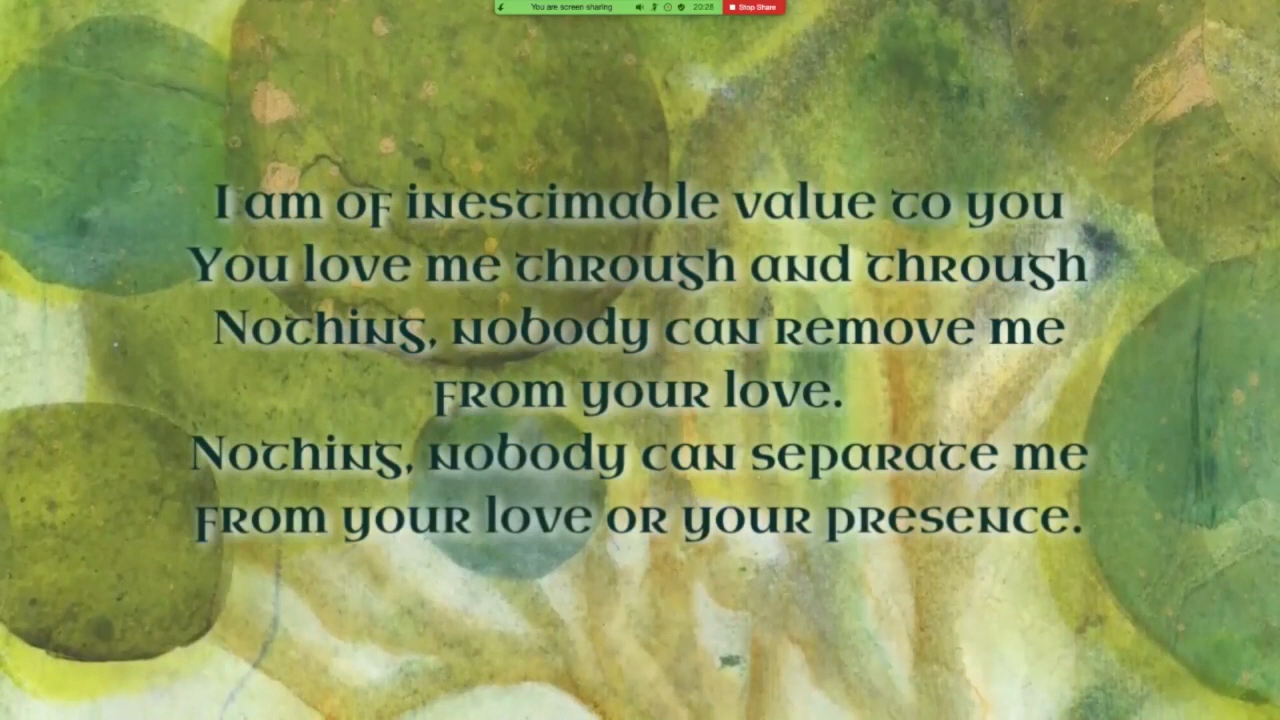 You are screen sharing 20:28 Stop Share
I am of inestimable value to you
You love me through and through
Nothing, nobody can remove me
from your love.
Nothing, nobody can separate me
from your love or your presence.